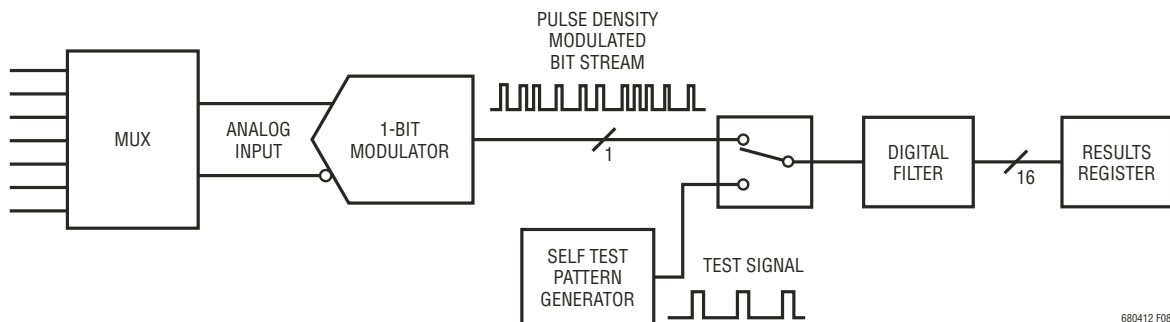 PULSE DENSITY
MODULATED
BIT STREAM
MUX
ANALOG
INPUT
1-BIT
MODULATOR
1
DIGITAL
FILTER
16
RESULTS
REGISTER
SELF TEST
PATTERN
GENERATOR
TEST SIGNAL
680412 F08